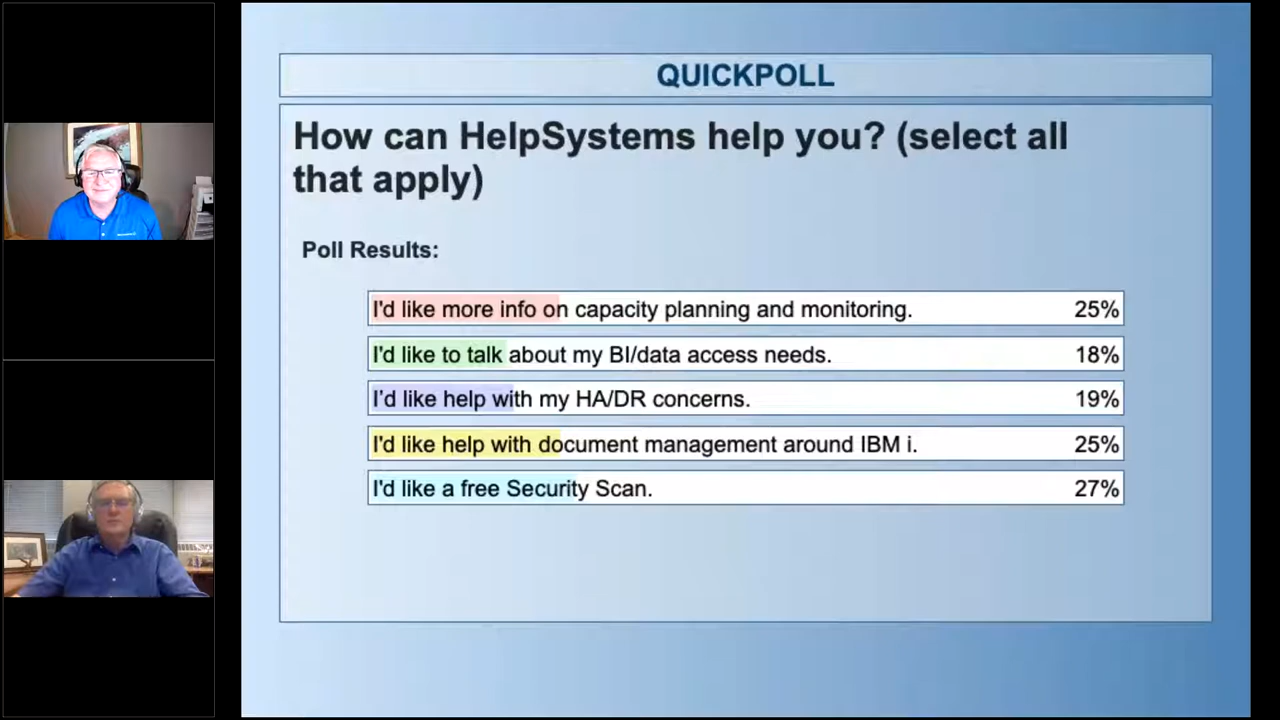 QUICKPOLL
How can HelpSystems help you? (select all
that apply)
Poll Results:
I'd like more info on capacity planning and monitoring. 25%
I'd like to talk about my BI/data access needs. 18%
I’d like help with my HA/DR concerns. 19%
I'd like help with document management around IBM i. 25%
I'd like a free Security Scan. 27%